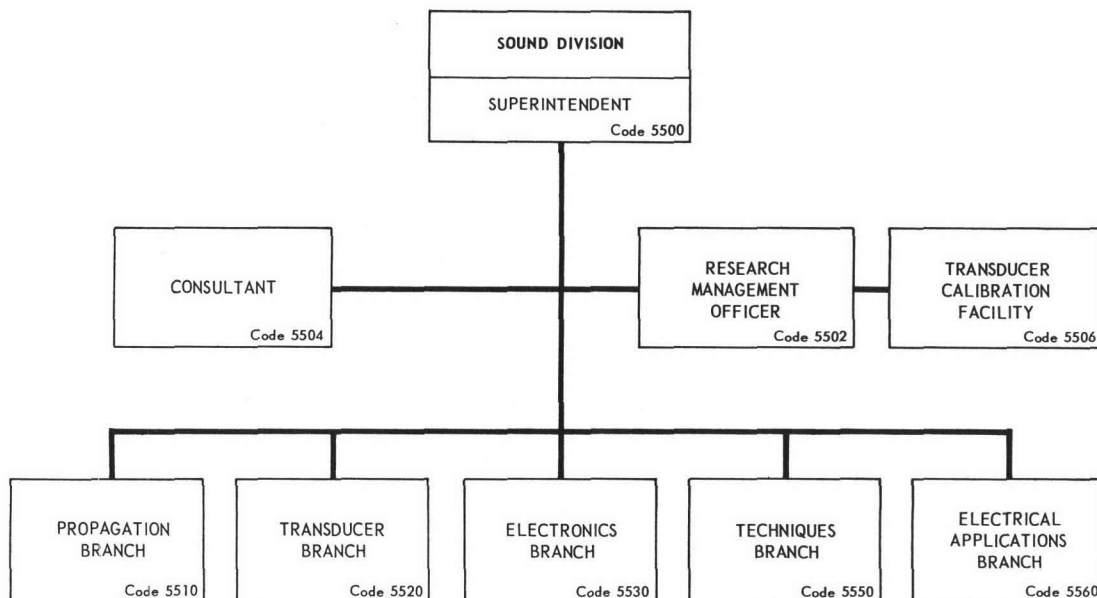 SOUND DIVISION
SUPERINTENDENT
Code 5500
CONSULTANT
Code 5504
RESEARCH
MANAGEMENT
OFFICER
Code 5502
TRANSDUCER
CALIBRATION
FACILITY
Code 5506
PROPAGATION
BRANCH
Code 5510
TRANSDUCER
BRANCH
Code 5520
ELECTRONICS
BRANCH
Code 5530
TECHNIQUES
BRANCH
Code 5550
ELECTRICAL
APPLICATIONS
BRANCH
Code 5560